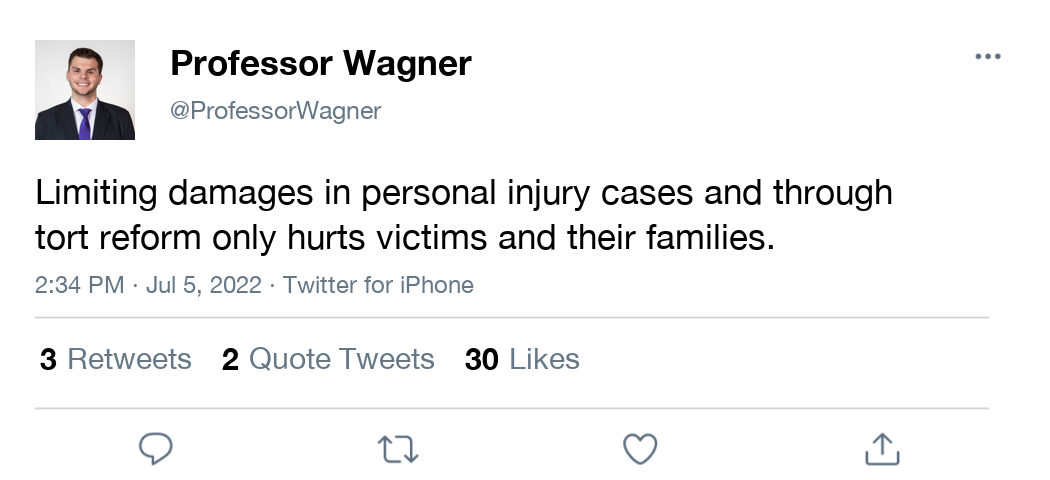 Professor Wagner
@ProfessorWagner
Limiting damages in personal injury cases and through
tort reform only hurts victims and their families.
2:34 PM · Jul 5, 2022 · Twitter for iPhone
3 Retweets 2 Quote Tweets 30 Likes